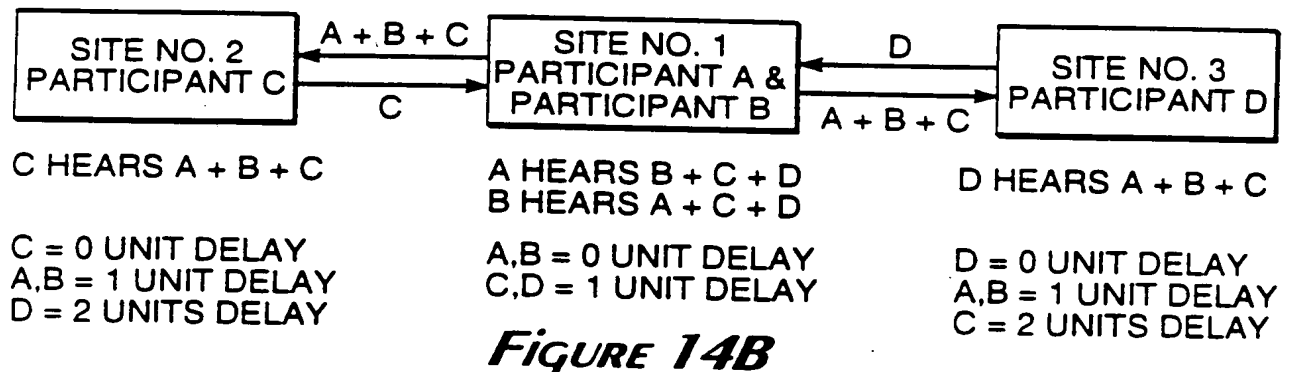 SITE NO. 2
PARTICIPANT C
A + B + C
C
SITE NO. 1
PARTICIPANT A &
PARTICIPANT B
D
A + B + C
SITE NO. 3
PARTICIPANT D
C HEARS A + B + C
C = 0 UNIT DELAY
A,B = 1 UNIT DELAY
D = 2 UNITS DELAY
A HEARS B + C + D
B HEARS A + C + D
A,B = 0 UNIT DELAY
C,D = 1 UNIT DELAY
D HEARS A + B + C
D = 0 UNIT DELAY
A,B = 1 UNIT DELAY
C = 2 UNITS DELAY
FIGURE 14B